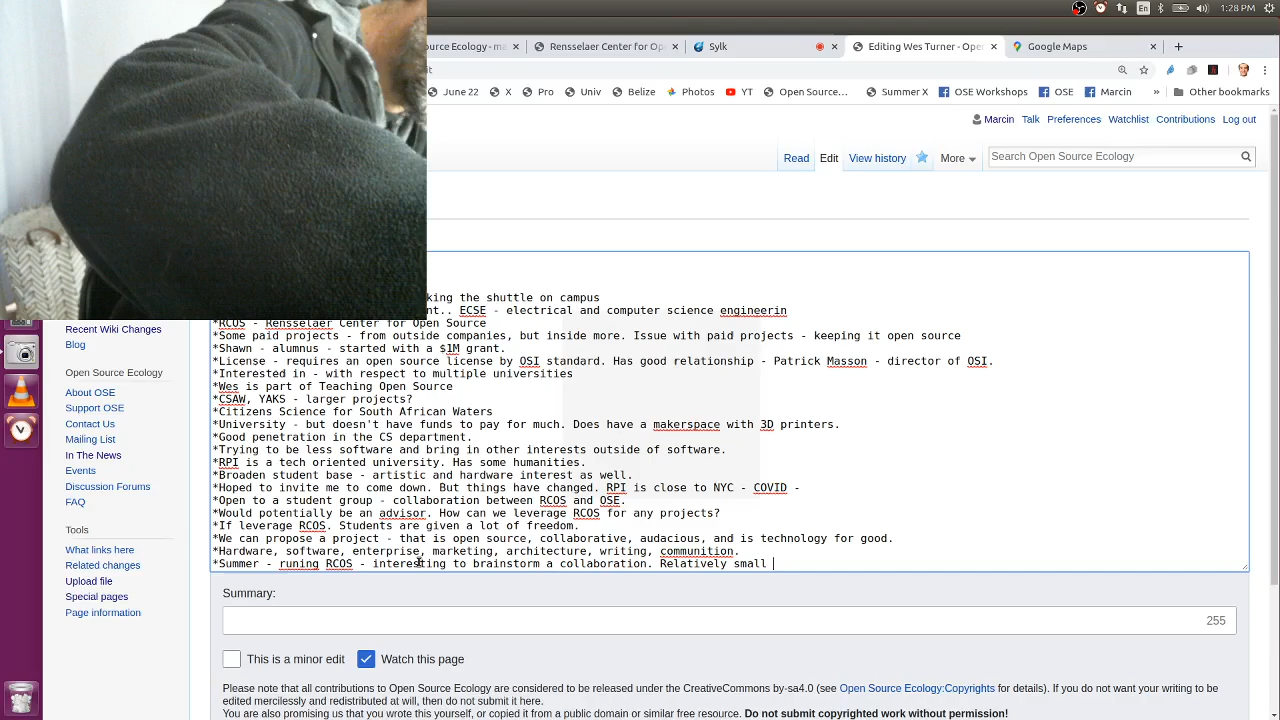 1:28 PM
En
ource Ecology - ma
Rensselaer Center for Op
Sylk
Editing Wes Turner - Open
Google Maps
it
June 22
X
Pro
Univ
Belize
Photos
YT
Open Source...
Summer X
OSE Workshops
OSE
Marcin
»
Other bookmarks
Marcin Talk Preferences Watchlist Contributions Log out
Read Edit View history More
Search Open Source Ecology
king the shuttle on campus
nt.. ECSE - electrical and computer science engineerin
*RCOS - Rensselaer Center for Open Source
*Some paid projects - from outside companies, but inside more. Issue with paid projects - keeping it open source
*Shawn - alumnus - started with a $1M grant.
*License - requires an open source license by OSI standard. Has good relationship - Patrick Masson - director of OSI.
*Interested in - with respect to multiple universities
*Wes is part of Teaching Open Source
*CSAW, YAKS - larger projects?
*Citizens Science for South African Waters
*University - but doesn't have funds to pay for much. Does have a makerspace with 3D printers.
*Good penetration in the CS department.
*Trying to be less software and bring in other interests outside of software.
*RPI is a tech oriented university. Has some humanities.
*Broaden student base - artistic and hardware interest as well.
*Hoped to invite me to come down. But things have changed. RPI is close to NYC - COVID -
*Open to a student group - collaboration between RCOS and OSE.
*Would potentially be an advisor. How can we leverage RCOS for any projects?
*If leverage RCOS. Students are given a lot of freedom.
*We can propose a project - that is open source, collaborative, audacious, and is technology for good.
*Hardware, software, enterprise, marketing, architecture, writing, communition.
*Summer - runing RCOS - interesting to brainstorm a collaboration. Relatively small
Recent Wiki Changes
Blog
Open Source Ecology
About OSE
Support OSE
Contact Us
Mailing List
In The News
Events
Discussion Forums
FAQ
Tools
What links here
Related changes
Upload file
Special pages
Page information
Summary:
255
This is a minor edit
Watch this page
Please note that all contributions to Open Source Ecology are considered to be released under the CreativeCommons by-sa4.0 (see Open Source Ecology:Copyrights for details). If you do not want your writing to be
edited mercilessly and redistributed at will, then do not submit it here.
You are also promising us that you wrote this yourself, or copied it from a public domain or similar free resource. Do not submit copyrighted work without permission!